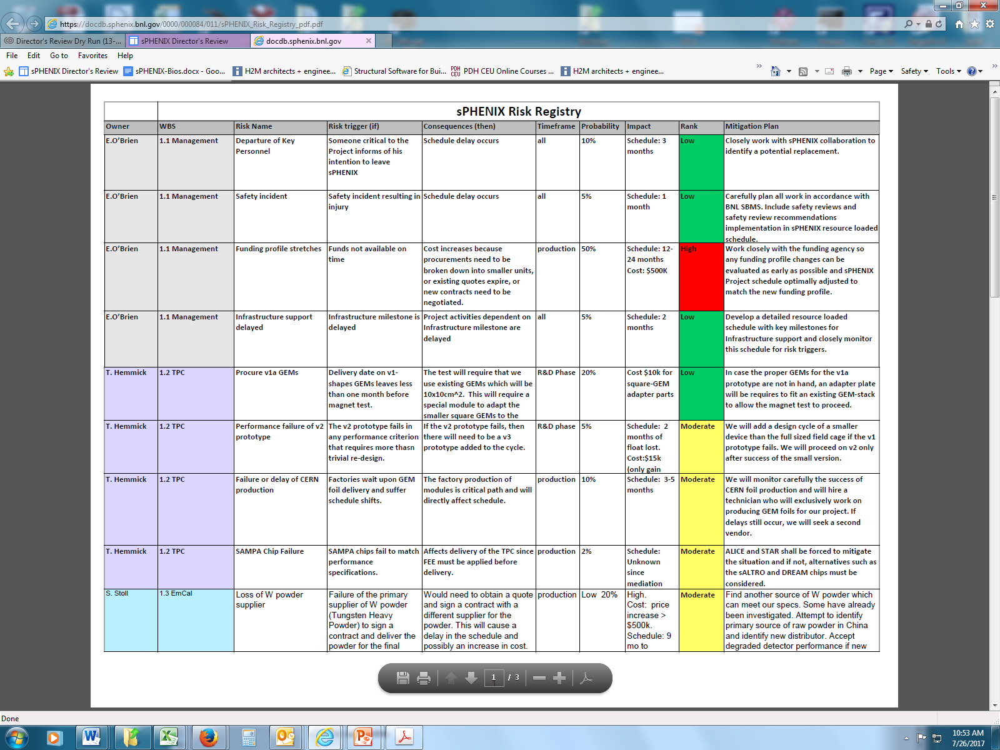 https://docdb.sphenix.bnl.gov/0000/000084/011/sPHENIX_Risk_Registry_pdf.pdf
Director's Review Dry Run (13-... sPHENIX Director's Review docdb.sphenix.bnl.gov
File Edit Go to Favorites Help
sPHENIX Director's Review sPHENIX-Bios.docx - Goo... H2M architects + enginee... Structural Software for Bui... PDH CEU PDH CEU Online Courses ... H2M architects + enginee... Page Safety Tools
sPHENIX Risk Registry
Owner WBS Risk Name Risk trigger (if) Consequences (then) Timeframe Probability Impact Rank Mitigation Plan
E.O'Brien 1.1 Management Departure of Key Someone critical to the Schedule delay occurs all 10% Schedule: 3 Low Closely work with sPHENIX collaboration to
Personnel Project informs of his months identify a potential replacement.
intention to leave
sPHENIX
E.O'Brien 1.1 Management Safety incident Safety incident resulting in Schedule delay occurs all 5% Schedule: 1 Low Carefully plan all work in accordance with
injury month BNL SBMS. Include safety reviews and
safety review recommendations
implementation in sPHENIX resource loaded
schedule.
E.O'Brien 1.1 Management Funding profile stretches Funds not available on Cost increases because production 50% Schedule: 12- High Work closely with the funding agency so
time procurements need to be 24 months any funding profile changes can be
broken down into smaller units, Cost: $500K evaluated as early as possible and sPHENIX
or existing quotes expire, or Project schedule optimally adjusted to
new contracts need to be match the new funding profile.
negotiated.
E.O'Brien 1.1 Management Infrastructure support Infrastructure milestone is Project activities dependent on all 5% Schedule: 2 Low Develop a detailed resource loaded
delayed delayed Infrastructure milestone are months schedule with key milestones for
delayed Infrastructure support and closely monitor
this schedule for risk triggers.
T. Hemmick 1.2 TPC Procure v1a GEMs Delivery date on v1- The test will require that we R&D Phase 20% Cost $10k for Low In case the proper GEMs for the v1a
shapes GEMs leaves less use existing GEMs which will be square-GEM prototype are not in hand, an adapter plate
than one month before 10x10cm^2. This will require a adapter parts will be requires to fit an existing GEM-stack
magnet test. special module to adapt the to allow the magnet test to proceed.
smaller square GEMs to the
T. Hemmick 1.2 TPC Performance failure of v2 The v2 prototype fails in If the v2 prototype fails, then R&D phase 5% Schedule: 2 Moderate We will add a design cycle of a smaller
prototype any performance criterion there will need to be a v3 months of device than the full sized field cage if the v1
that requires more thasn prototype added to the cycle. float lost. prototype fails. We will proceed on v2 only
trivial re-design. Cost:$15k after success of the small version.
(only gain
T. Hemmick 1.2 TPC Failure or delay of CERN Factories wait upon GEM The factory production of production 10% Schedule: 3-5 Moderate We will monitor carefully the success of
production foil delivery and suffer modules is critical path and will months CERN foil production and will hire a
schedule shifts. directly affect schedule. technician who will exclusively work on
producing GEM foils for our project. If
delays still occur, we will seek a second
vendor.
T. Hemmick 1.2 TPC SAMPA Chip Failure SAMPA chips fail to match Affects delivery of the TPC since production 2% Schedule: Moderate ALICE and STAR shall be forced to mitigate
performance FEE must be applied before Unknown the situation and if not, alternatives such as
specifications. delivery. since the sALTRO and DREAM chips must be
mediation considered.
S. Stoll 1.3 EmCal Loss of W powder Failure of the primary Would need to obtain a quote production Low 20% High. Moderate Find another source of W powder which
supplier supplier of W powder and sign a contract with a Cost: price can meet our specs. Some have already
(Tungsten Heavy different supplier for the increase > been investigated. Attempt to identify
Powder) to sign a powder. This will cause a $500k. primary source of raw powder in China
contract and deliver the delay in the schedule and Schedule: 9 and identify new distributor. Accept
powder for the final possibly an increase in cost. mo to degraded detector performance if new
1 / 3
Done
10:53 AM
7/26/2017